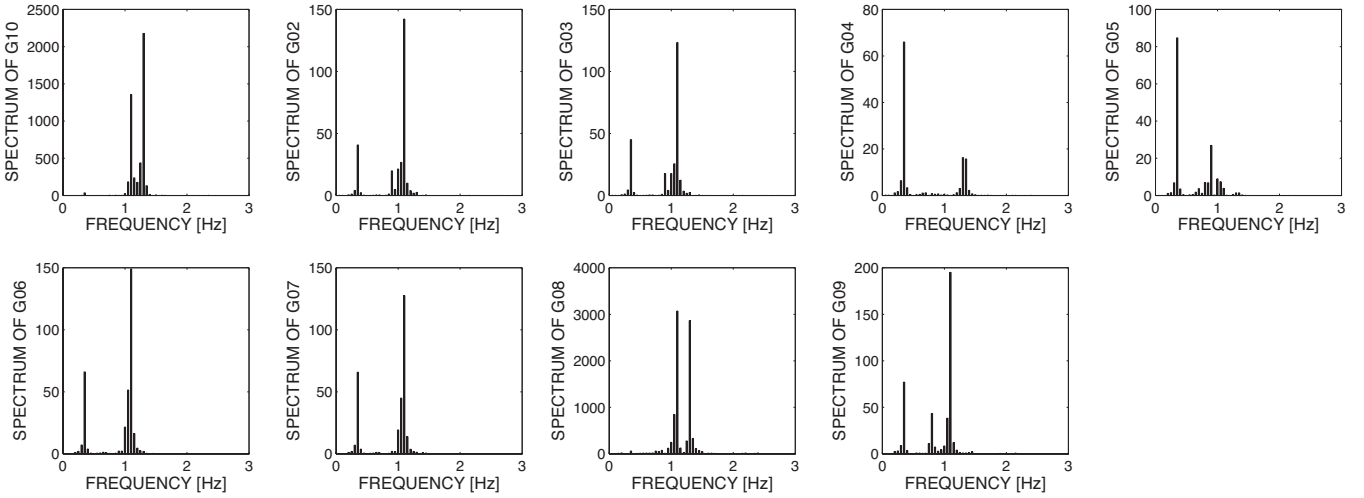 SPECTRUM OF G10
2500
2000
1500
1000
500
0
0 1 2 3
FREQUENCY [Hz]
SPECTRUM OF G02
150
100
50
0
0 1 2 3
FREQUENCY [Hz]
SPECTRUM OF G03
150
100
50
0
0 1 2 3
FREQUENCY [Hz]
SPECTRUM OF G04
80
60
40
20
0
0 1 2 3
FREQUENCY [Hz]
SPECTRUM OF G05
100
80
60
40
20
0
0 1 2 3
FREQUENCY [Hz]
SPECTRUM OF G06
150
100
50
0
0 1 2 3
FREQUENCY [Hz]
SPECTRUM OF G07
150
100
50
0
0 1 2 3
FREQUENCY [Hz]
SPECTRUM OF G08
4000
3000
2000
1000
0
0 1 2 3
FREQUENCY [Hz]
SPECTRUM OF G09
200
150
100
50
0
0 1 2 3
FREQUENCY [Hz]